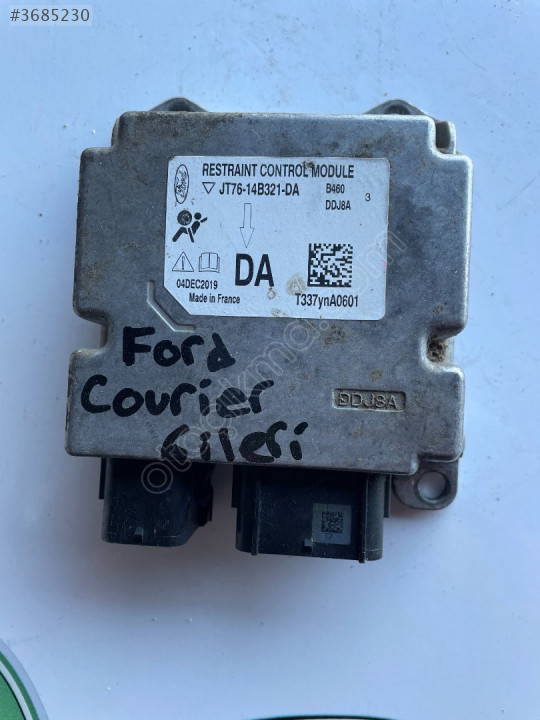 #3685230
Ford
RESTRAINT CONTROL MODULE
JT76-14B321-DA
B460
DDJ8A
3
DA
04DEC2019
Made in France
T337ynA0601
Ford
Courier
DDJ8A